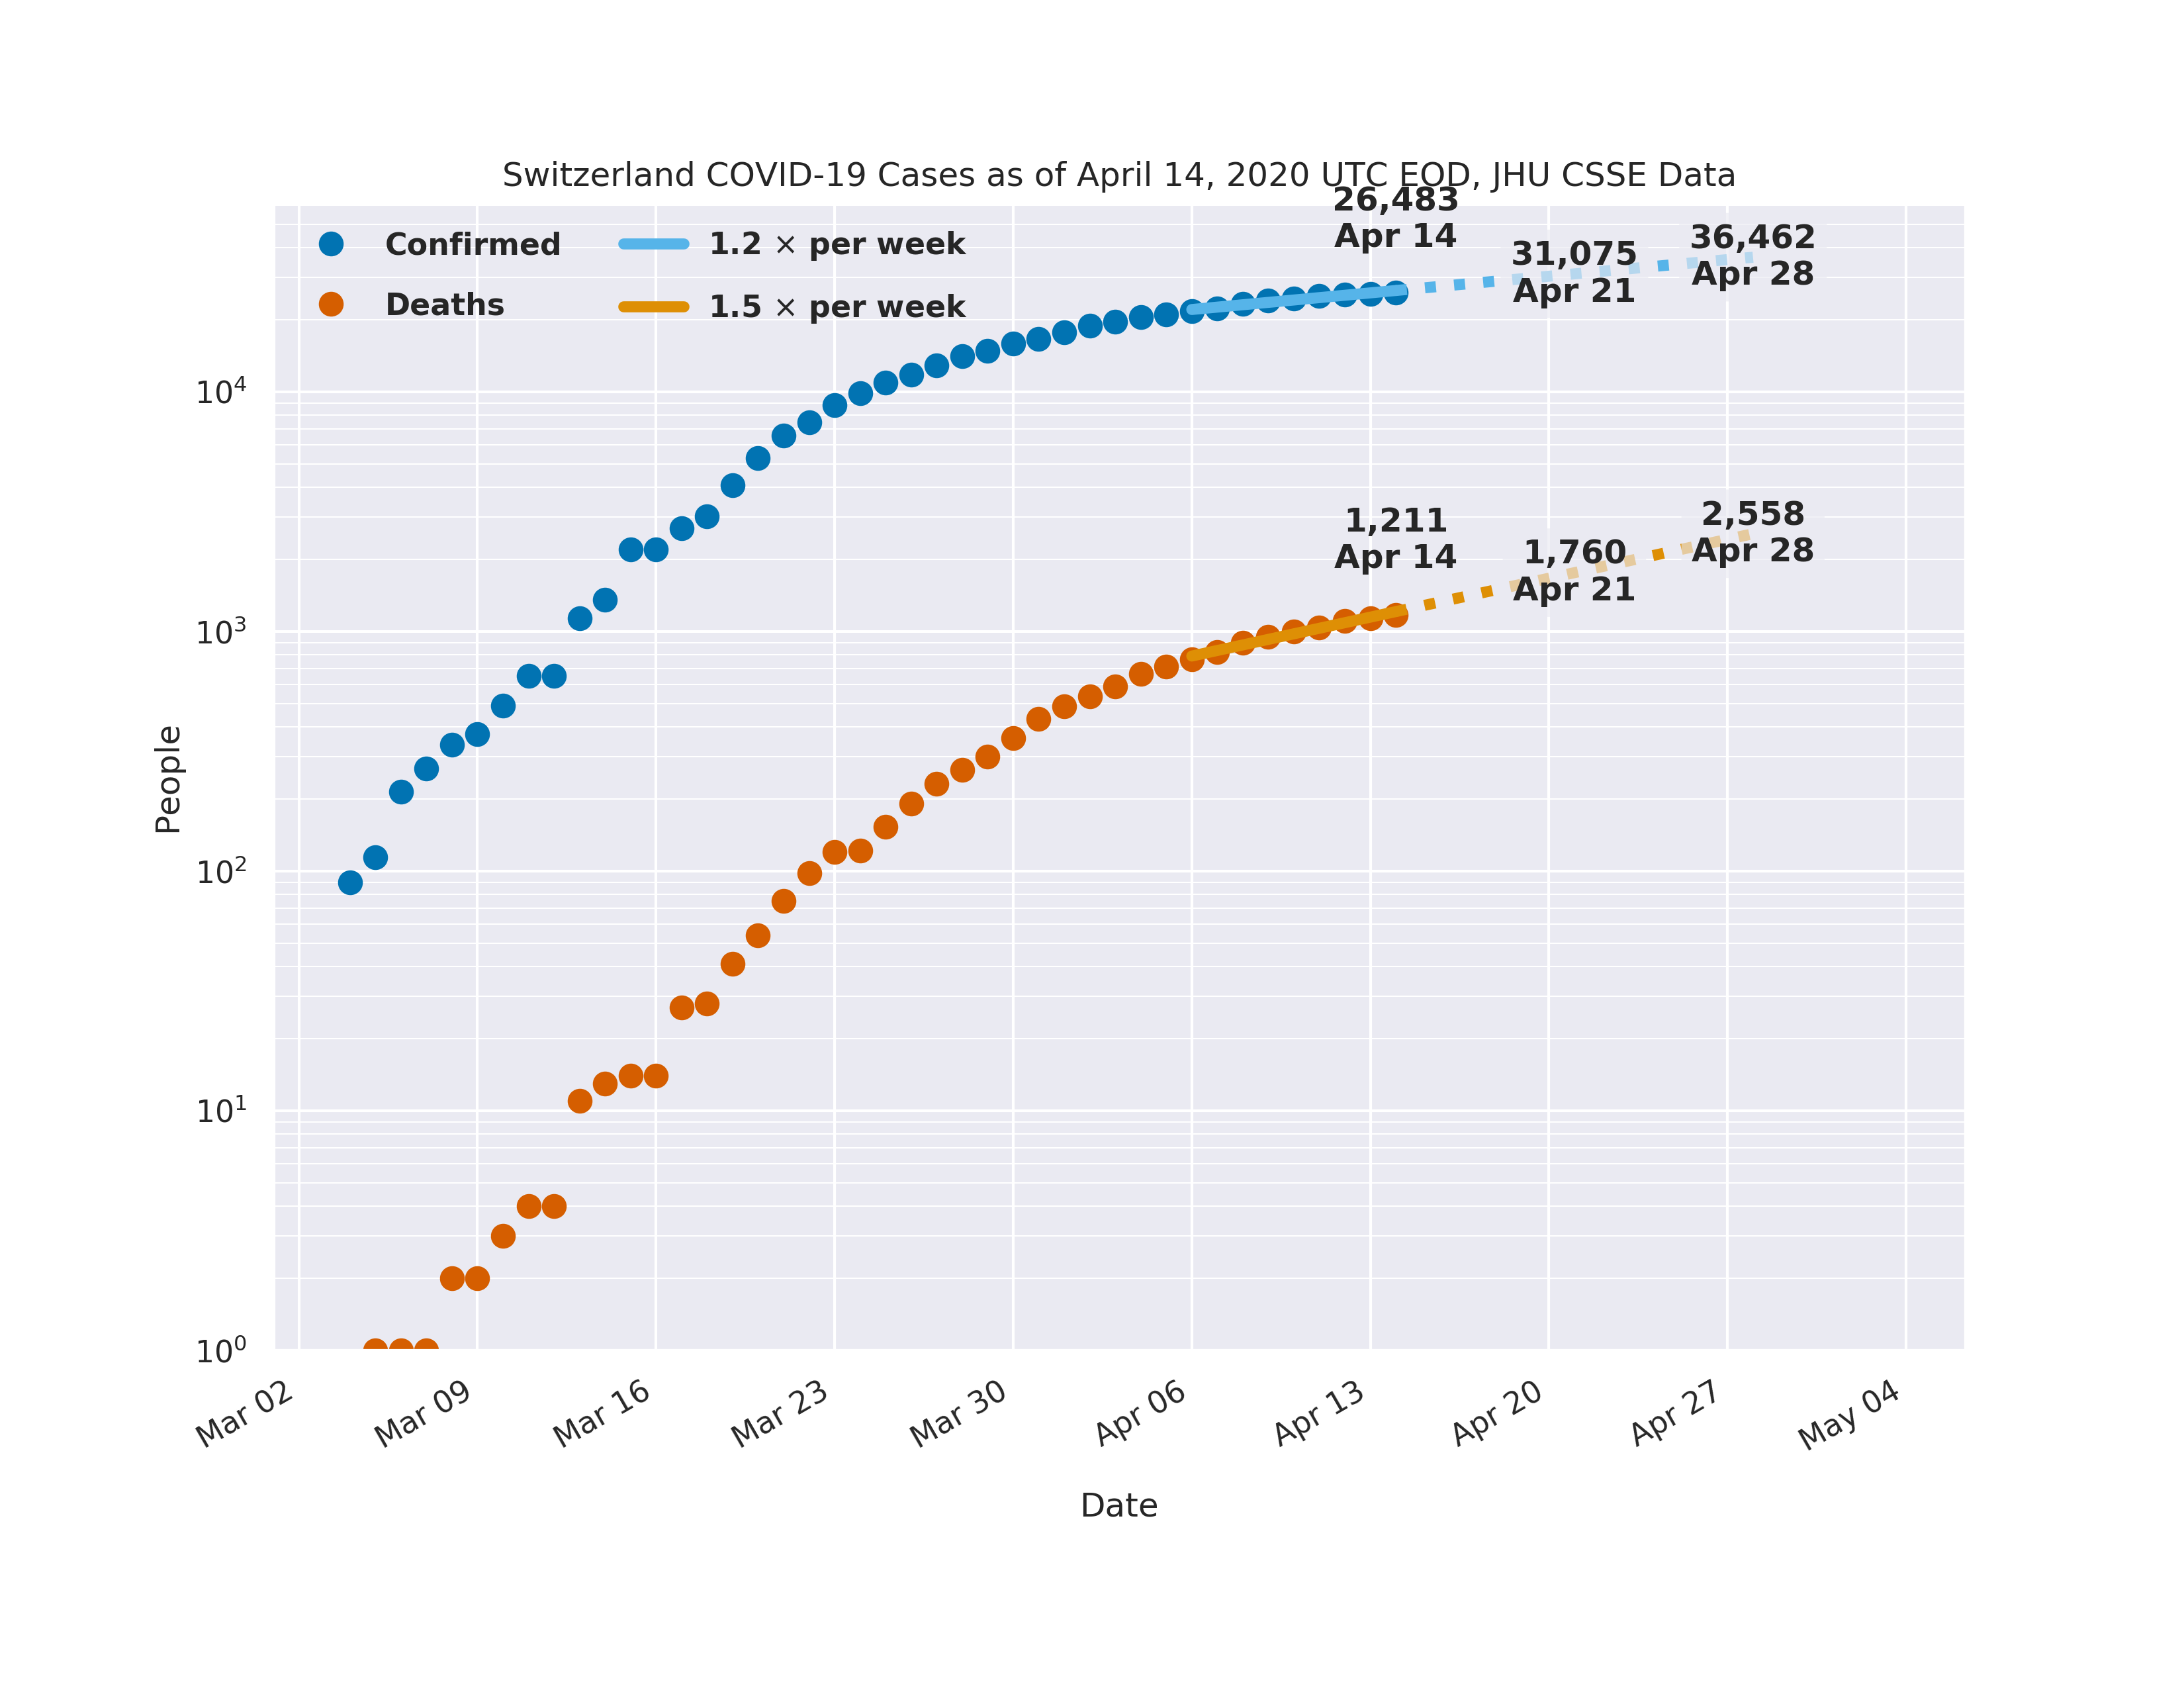 Switzerland COVID-19 Cases as of April 14, 2020 UTC EOD, JHU CSSE Data
Confirmed
Deaths
1.2 × per week
1.5 × per week
26,483
Apr 14
31,075
Apr 21
36,462
Apr 28
1,211
Apr 14
1,760
Apr 21
2,558
Apr 28
People
10⁴
10³
10²
10¹
10⁰
Mar 02
Mar 09
Mar 16
Mar 23
Mar 30
Apr 06
Apr 13
Apr 20
Apr 27
May 04
Date